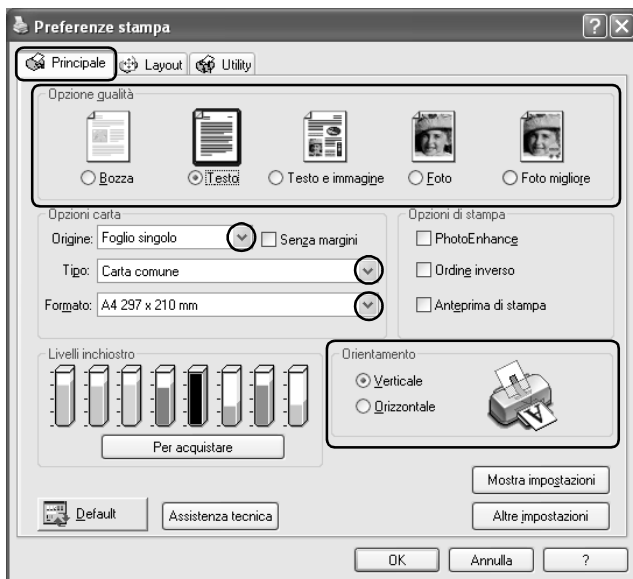 Preferenze stampa
Principale Layout Utility
Opzione qualità
Bozza Testo Testo e immagine Foto Foto migliore
Opzioni carta Opzioni di stampa
Origine: Foglio singolo Senza margini PhotoEnhance
Tipo: Carta comune Ordine inverso
Formato: A4 297 x 210 mm Anteprima di stampa
Livelli inchiostro Orientamento
Verticale
Orizzontale
Per acquistare
Mostra impostazioni
Default Assistenza tecnica Altre impostazioni
OK Annulla ?